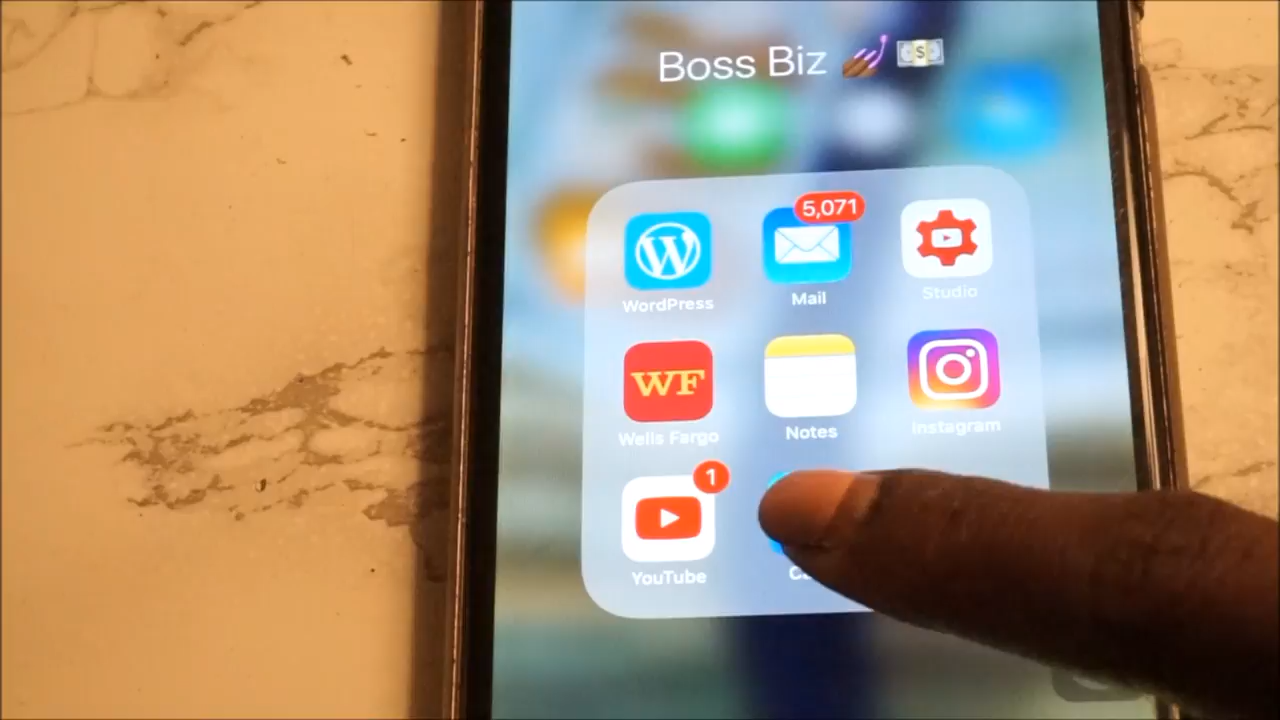 Boss Biz 💅🏾 💵
5,071
WordPress
Mail
Studio
WF
Wells Fargo
Notes
Instagram
1
YouTube